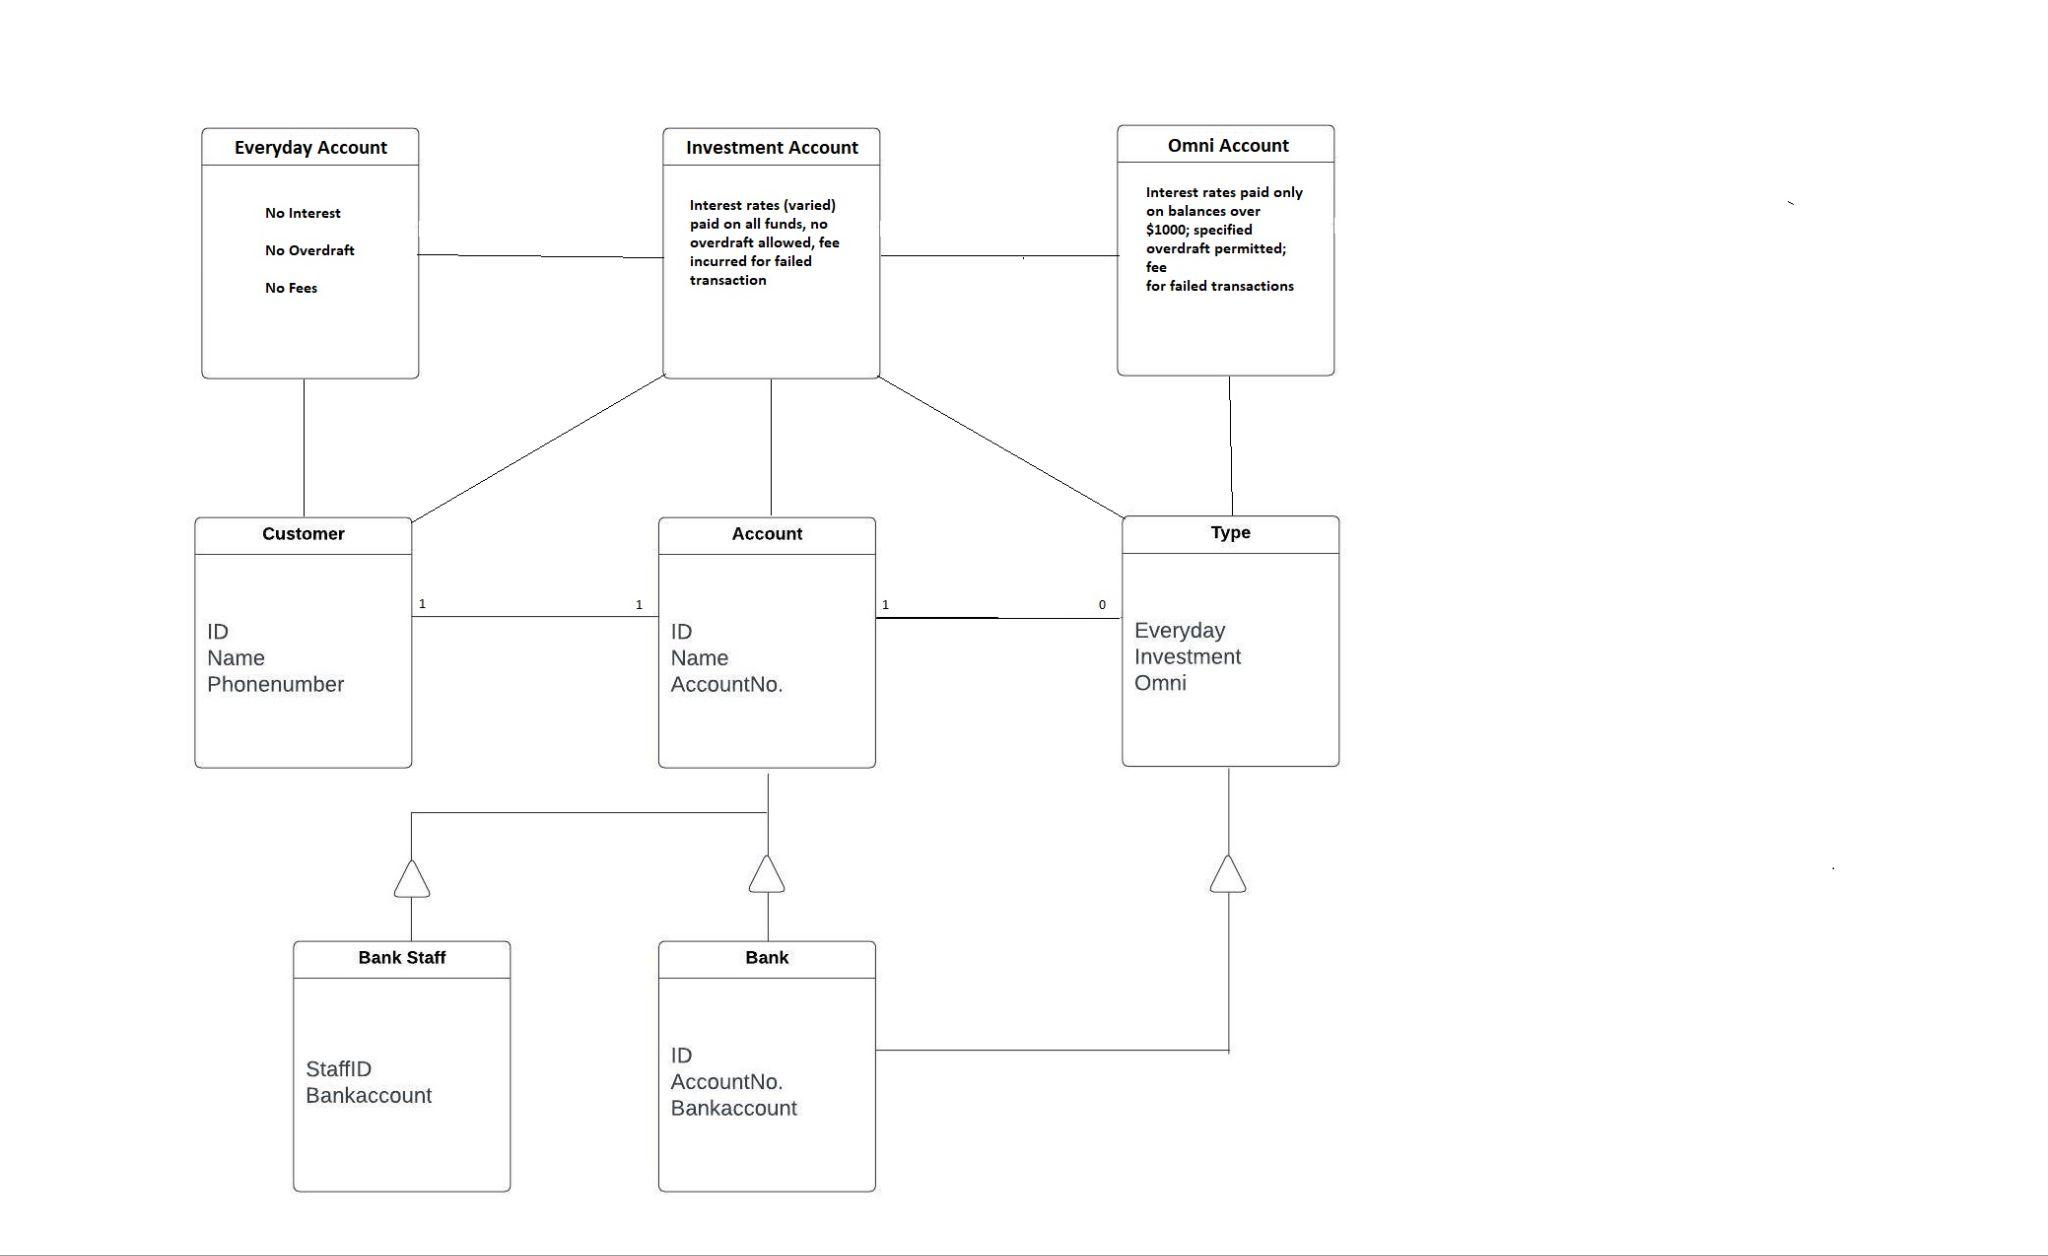 Everyday Account
No Interest
No Overdraft
No Fees
Investment Account
Interest rates (varied)
paid on all funds, no
overdraft allowed, fee
incurred for failed
transaction
Omni Account
Interest rates paid only
on balances over
$1000; specified
overdraft permitted;
fee
for failed transactions
Customer
ID
Name
Phonenumber
1
1
Account
ID
Name
AccountNo.
1
0
Type
Everyday
Investment
Omni
Bank Staff
StaffID
Bankaccount
Bank
ID
AccountNo.
Bankaccount